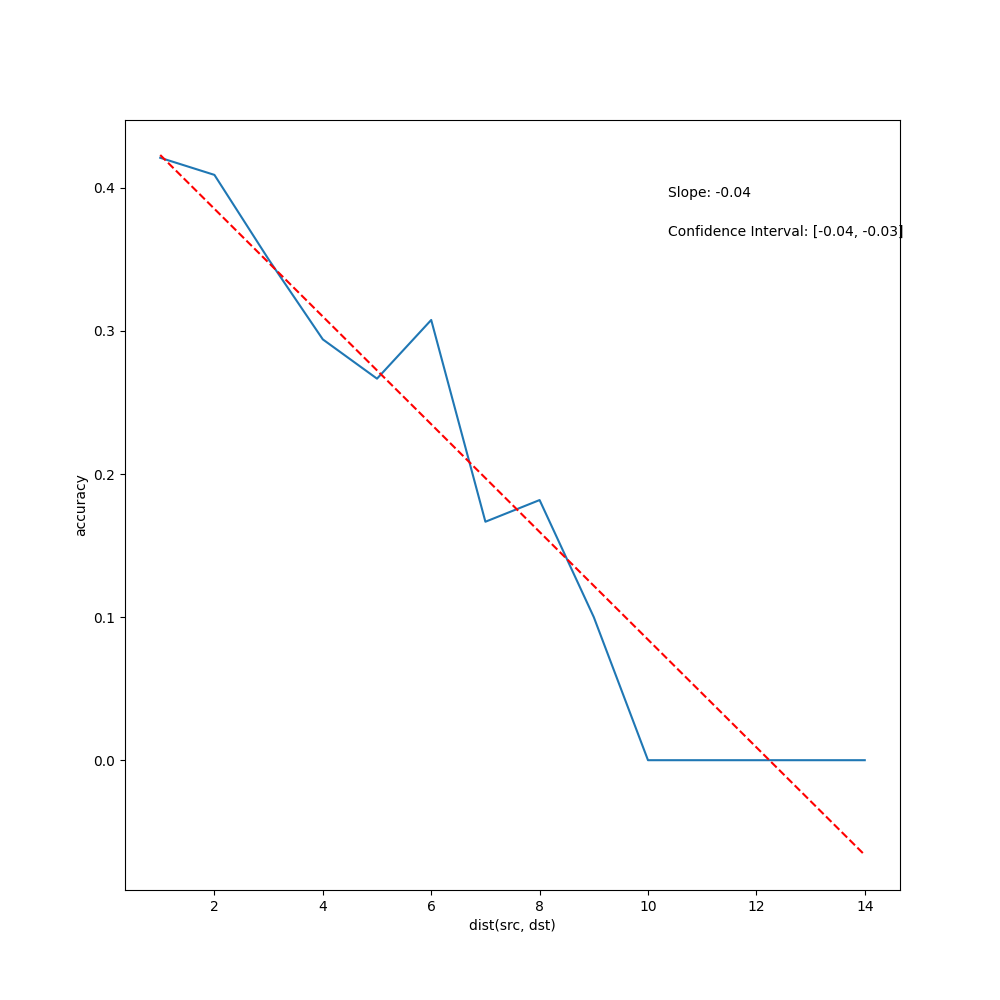 Slope: -0.04
Confidence Interval: [-0.04, -0.03]
accuracy
0.4
0.3
0.2
0.1
0.0
2 4 6 8 10 12 14
dist(src, dst)